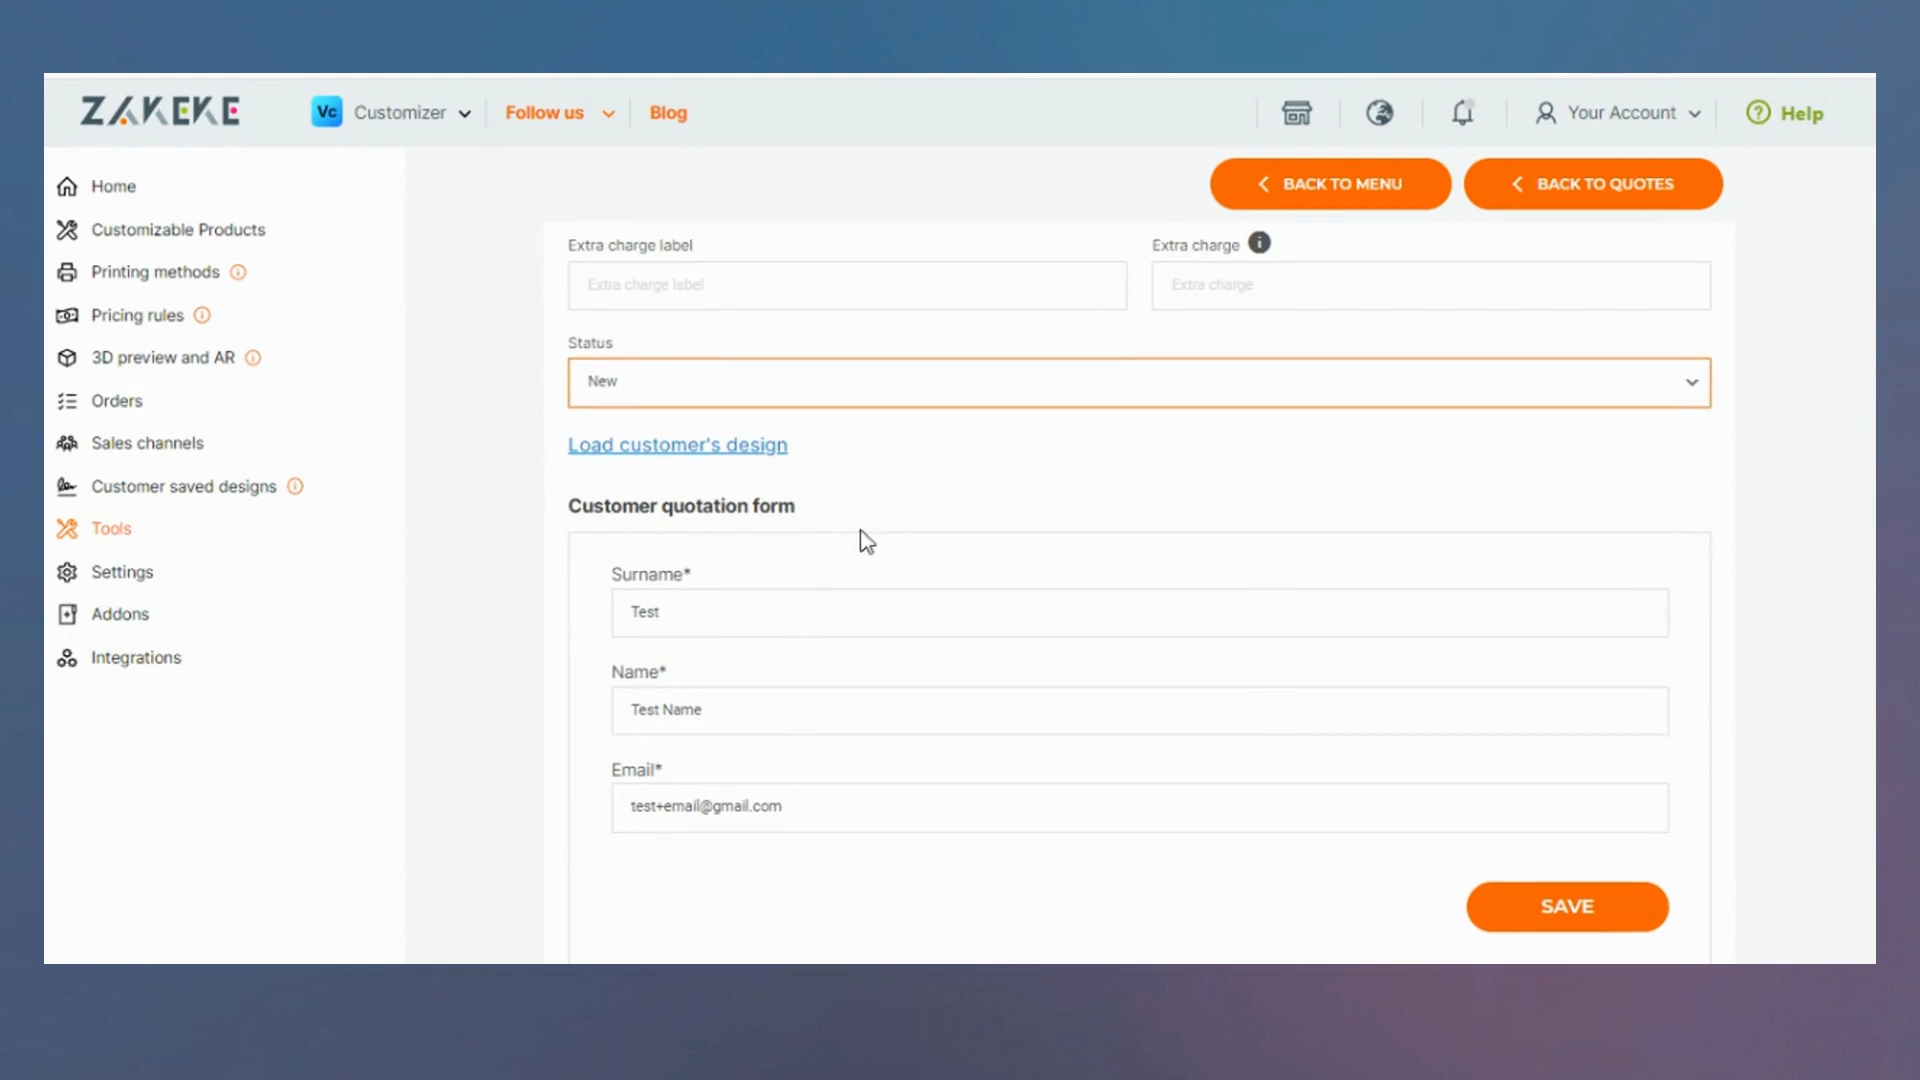 ZAKEKE
Vc Customizer
Follow us
Blog
Your Account
? Help
Home
Customizable Products
Printing methods
Pricing rules
3D preview and AR
Orders
Sales channels
Customer saved designs
Tools
Settings
Addons
Integrations
BACK TO MENU
BACK TO QUOTES
Extra charge label
Extra charge
Extra charge label
Extra charge
Status
New
Load customer's design
Customer quotation form
Surname*
Test
Name*
Test Name
Email*
test+email@gmail.com
SAVE